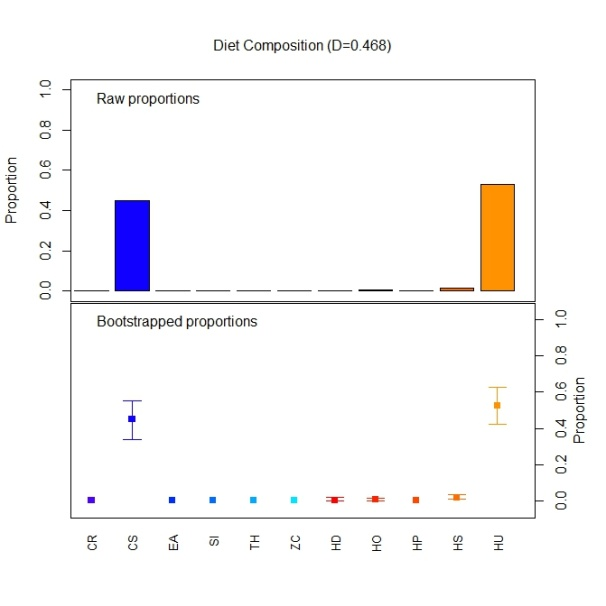 Diet Composition (D=0.468)
Raw proportions
Proportion
1.0
0.8
0.6
0.4
0.2
0.0
Bootstrapped proportions
Proportion
1.0
0.8
0.6
0.4
0.2
0.0
CR CS EA SI TH ZC HD HO HP HS HU